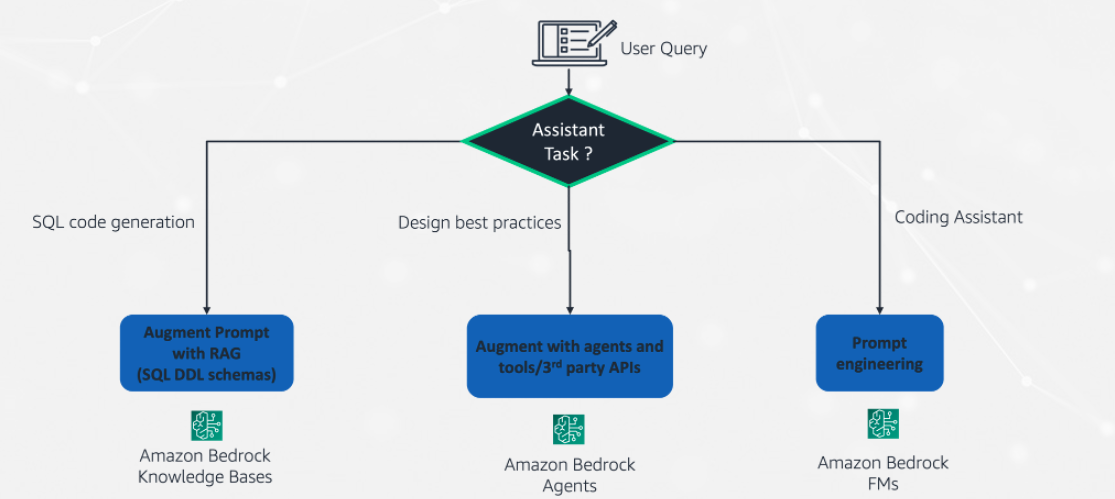 User Query
Assistant
Task ?
SQL code generation
Design best practices
Coding Assistant
Augment Prompt
with RAG
(SQL DDL schemas)
Augment with agents and
tools/3rd party APIs
Prompt
engineering
Amazon Bedrock
Knowledge Bases
Amazon Bedrock
Agents
Amazon Bedrock
FMs